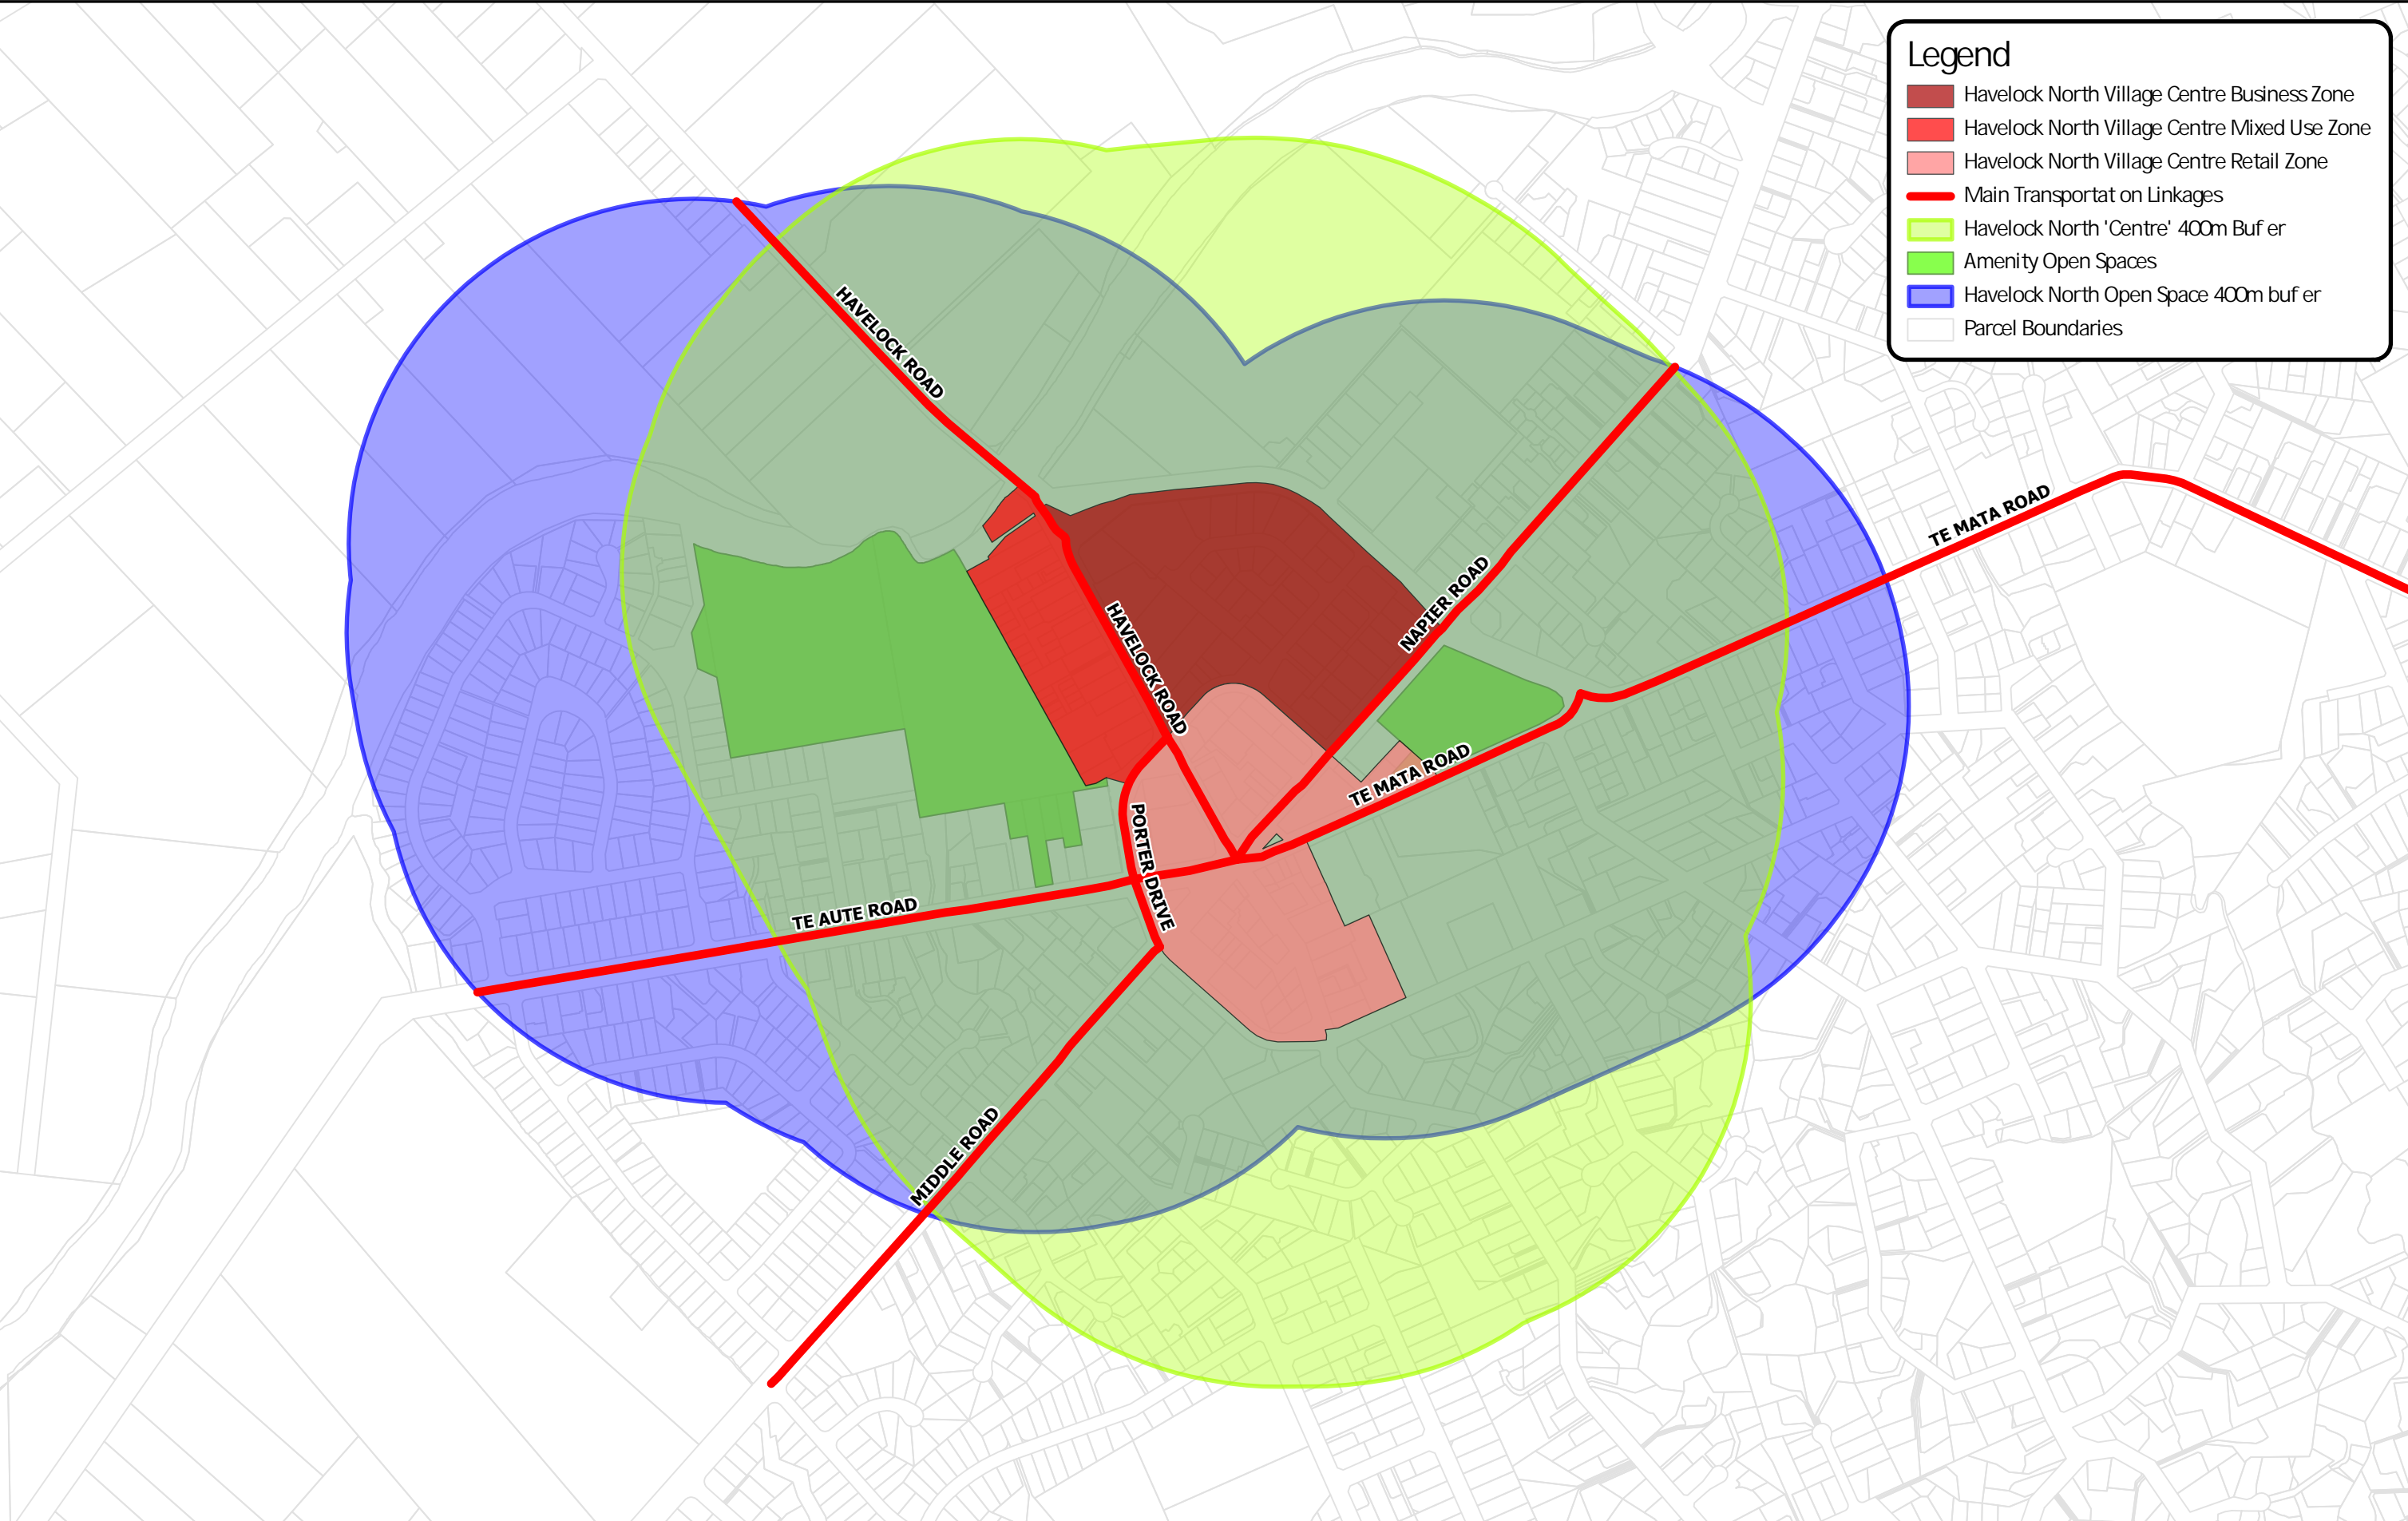 Legend
Havelock North Village Centre Business Zone
Havelock North Village Centre Mixed Use Zone
Havelock North Village Centre Retail Zone
Main Transportat on Linkages
Havelock North 'Centre' 400m Buf er
Amenity Open Spaces
Havelock North Open Space 400m buf er
Parcel Boundaries
HAVELOCK ROAD
TE MATA ROAD
NAPIER ROAD
HAVELOCK ROAD
TE MATA ROAD
PORTER DRIVE
TE AUTE ROAD
MIDDLE ROAD